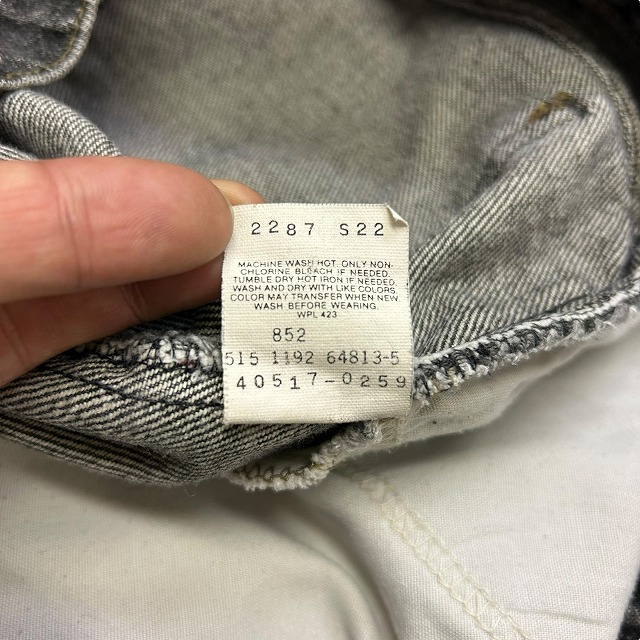 2287 S22
MACHINE WASH HOT. ONLY NON-
CHLORINE BLEACH IF NEEDED.
TUMBLE DRY HOT IRON IF NEEDED.
WASH AND DRY WITH LIKE COLORS.
COLOR MAY TRANSFER WHEN NEW.
WASH BEFORE WEARING.
WPL 423
852
515 1192 64813-5
40517-0259